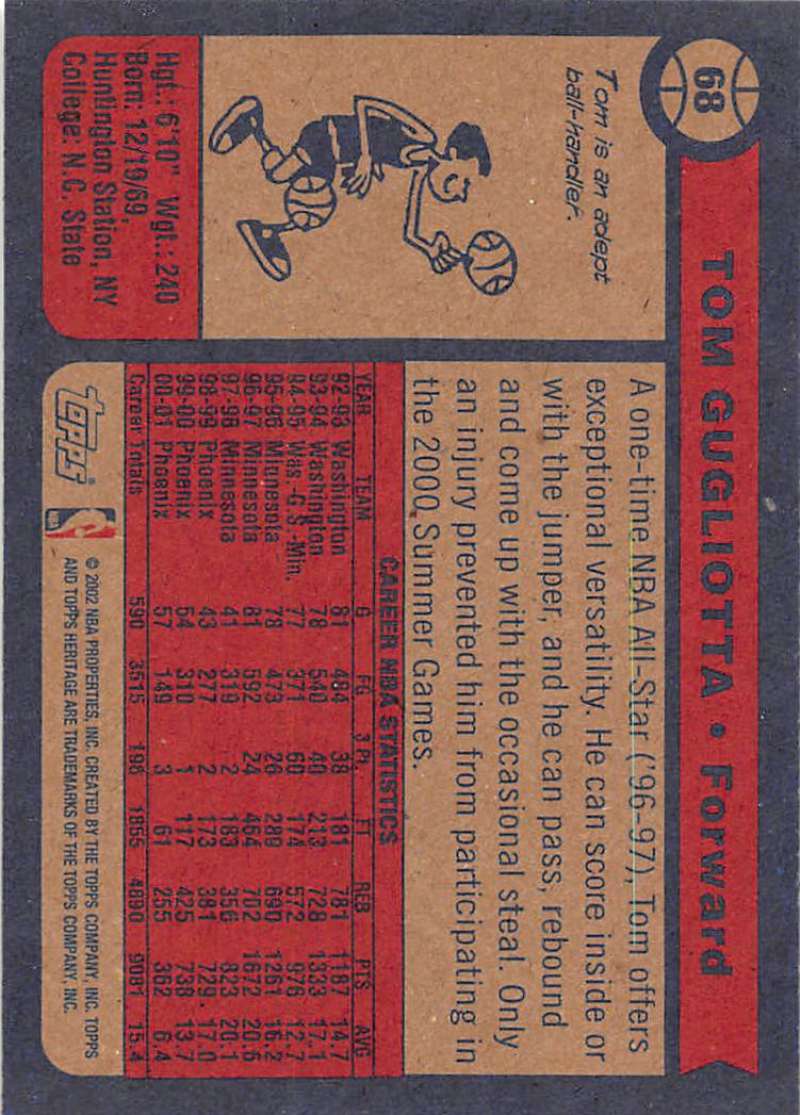 68
TOM GUGLIOTTA • Forward
Tom is an adept
ball-handler.
Hgt.: 6'10" Wgt.: 240
Born: 12/19/69,
Huntington Station, NY
College: N.C. State
A one-time NBA All-Star ('96-97), Tom offers
exceptional versatility. He can score inside or
with the jumper, and he can pass, rebound
and come up with the occasional steal. Only
an injury prevented him from participating in
the 2000 Summer Games.
CAREER NBA STATISTICS
YEAR TEAM G FG 3 Pt. FT REB PTS AVG
92-93 Washington 81 484 38 181 781 1187 14.7
93-94 Washington 78 540 40 213 728 1333 17.1
94-95 Was.-G.S.-Min. 77 371 60 174 572 976 12.7
95-96 Minnesota 78 473 26 289 690 1261 16.2
96-97 Minnesota 81 592 24 464 702 1672 20.6
97-98 Minnesota 41 319 2 183 356 823 20.1
98-99 Phoenix 43 277 2 173 381 729 17.0
99-00 Phoenix 54 310 1 117 425 738 13.7
00-01 Phoenix 57 149 3 61 255 362 6.4
Career Totals 590 3515 196 1855 4890 9081 15.4
topps®
© 2002 NBA PROPERTIES, INC. CREATED BY THE TOPPS COMPANY, INC. TOPPS
AND TOPPS HERITAGE ARE TRADEMARKS OF THE TOPPS COMPANY, INC.